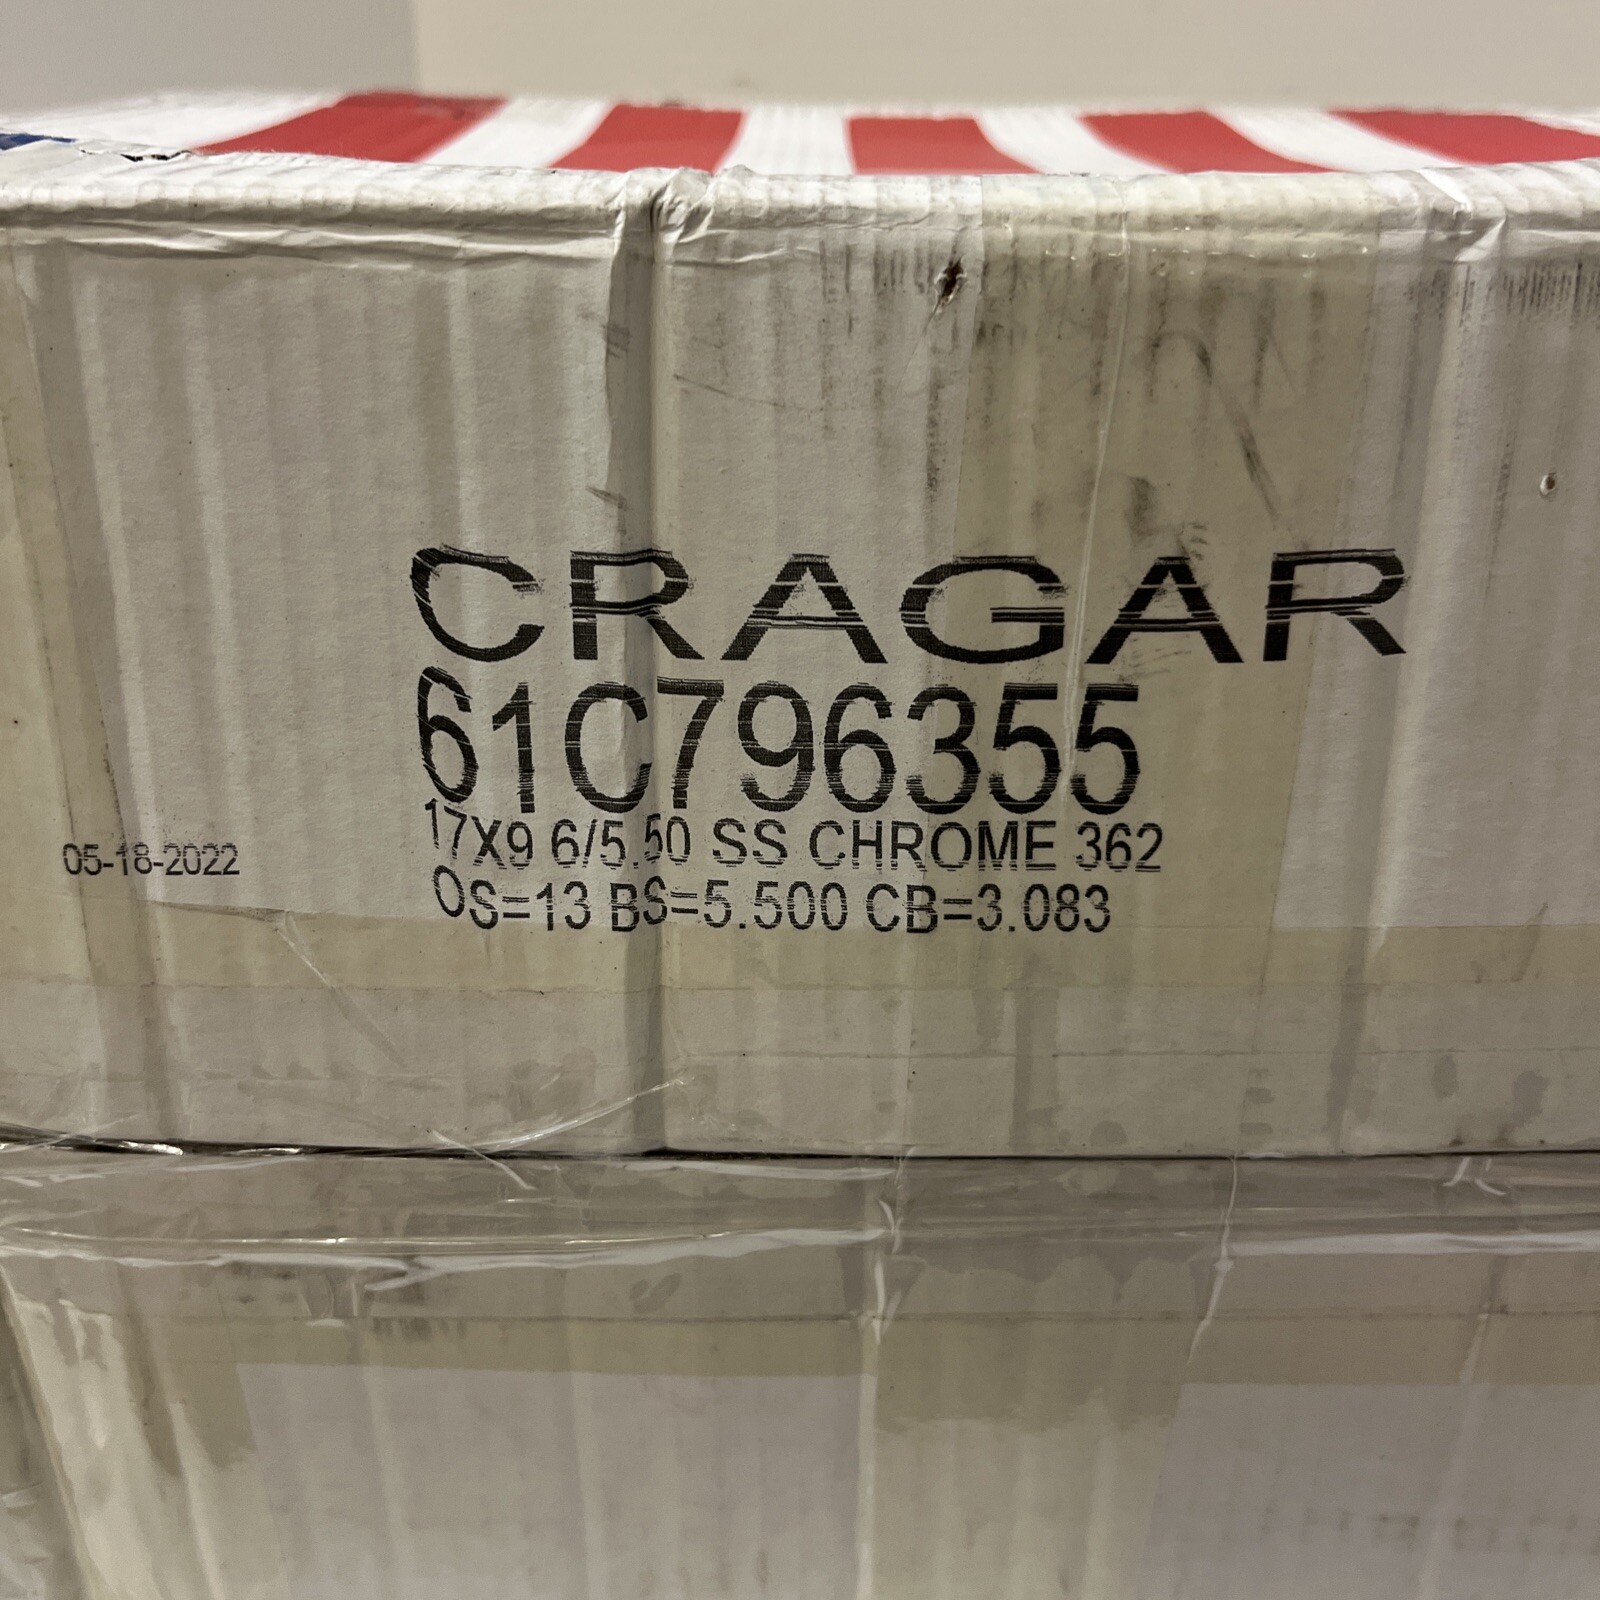 CRAGAR
61C796355
17X9 6/5.50 SS CHROME 362
OS=13 BS=5.500 CB=3.083
05-18-2022